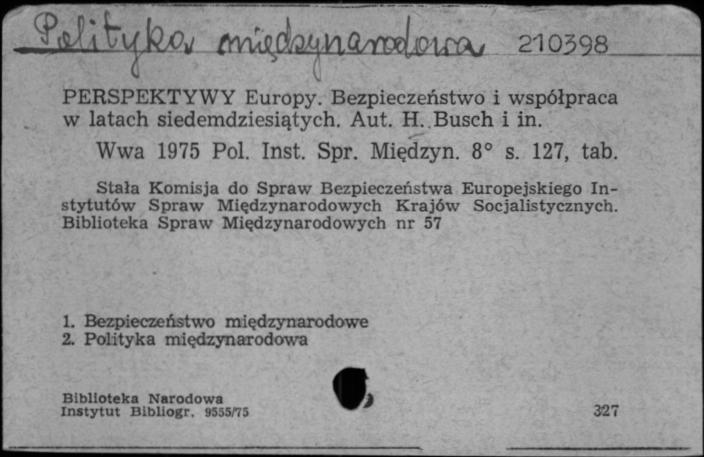 Polityka międzynarodowa 210398
PERSPEKTYWY Europy. Bezpieczeństwo i współpraca
w latach siedemdziesiątych. Aut. H. Busch i in.
Wwa 1975 Pol. Inst. Spr. Międzyn. 8° s. 127, tab.
Stała Komisja do Spraw Bezpieczeństwa Europejskiego In-
stytutów Spraw Międzynarodowych Krajów Socjalistycznych.
Biblioteka Spraw Międzynarodowych nr 57
1. Bezpieczeństwo międzynarodowe
2. Polityka międzynarodowa
Biblioteka Narodowa
Instytut Bibliogr. 9555/75
327